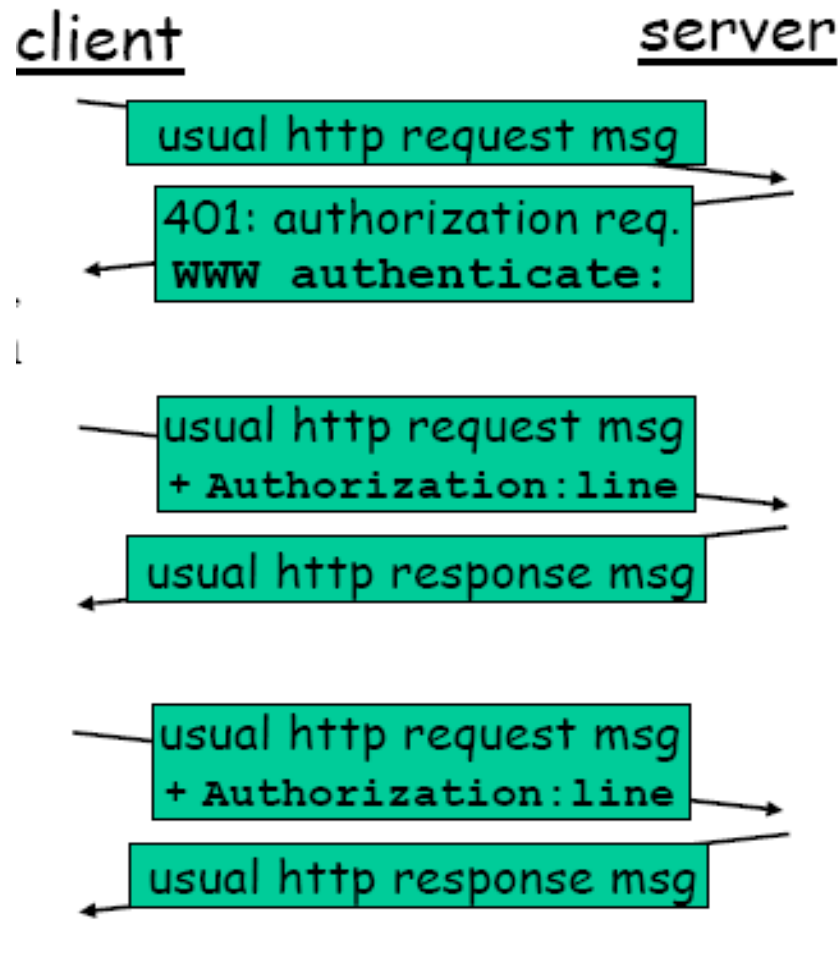 client
server
usual http request msg
401: authorization req.
WWW authenticate:
usual http request msg
+ Authorization:line
usual http response msg
usual http request msg
+ Authorization:line
usual http response msg